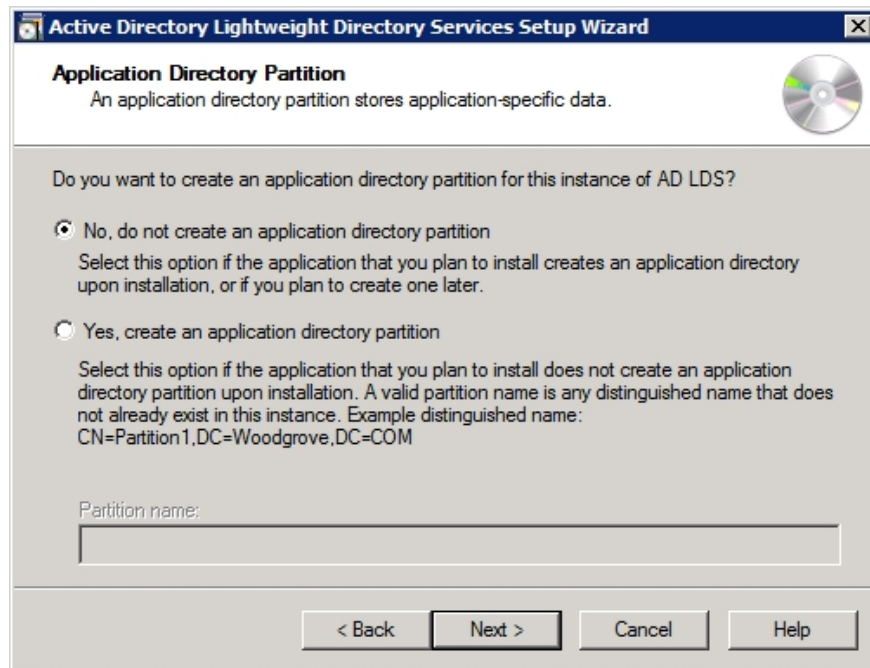 Active Directory Lightweight Directory Services Setup Wizard
Application Directory Partition
An application directory partition stores application-specific data.
Do you want to create an application directory partition for this instance of AD LDS?
No, do not create an application directory partition
Select this option if the application that you plan to install creates an application directory
upon installation, or if you plan to create one later.
Yes, create an application directory partition
Select this option if the application that you plan to install does not create an application
directory partition upon installation. A valid partition name is any distinguished name that does
not already exist in this instance. Example distinguished name:
CN=Partition1,DC=Woodgrove,DC=COM
Partition name:
< Back Next > Cancel Help